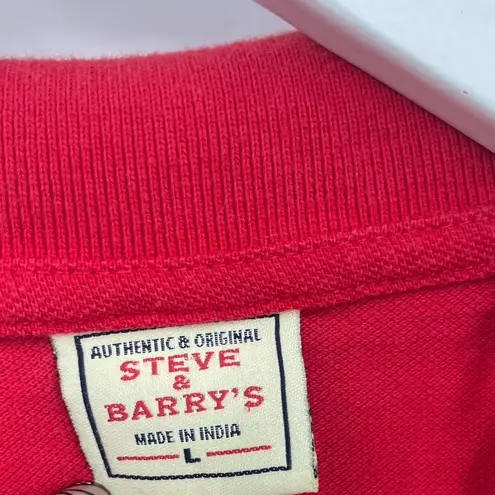 AUTHENTIC & ORIGINAL
STEVE
&
BARRY'S
MADE IN INDIA
L